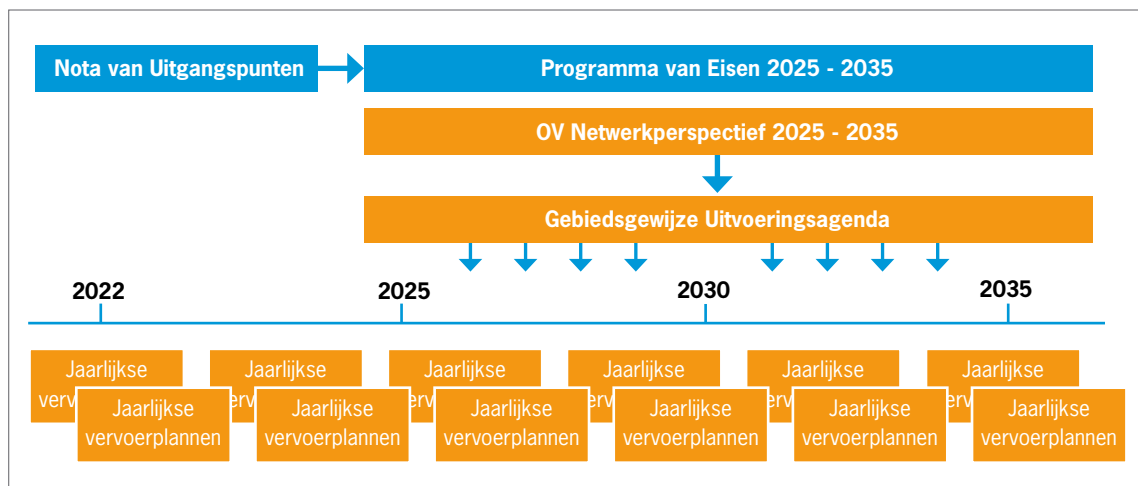 Nota van Uitgangspunten
Programma van Eisen 2025 - 2035
OV Netwerkperspectief 2025 - 2035
Gebiedsgewijze Uitvoeringsagenda
2022
2025
2030
2035
Jaarlijkse
Jaarlijkse
Jaarlijkse
Jaarlijkse
Jaarlijkse
Jaarlijkse
Jaarlijkse
vervoerplannen
Jaarlijkse
vervoerplannen
Jaarlijkse
vervoerplannen
Jaarlijkse
vervoerplannen
Jaarlijkse
vervoerplannen
Jaarlijkse
vervoerplannen